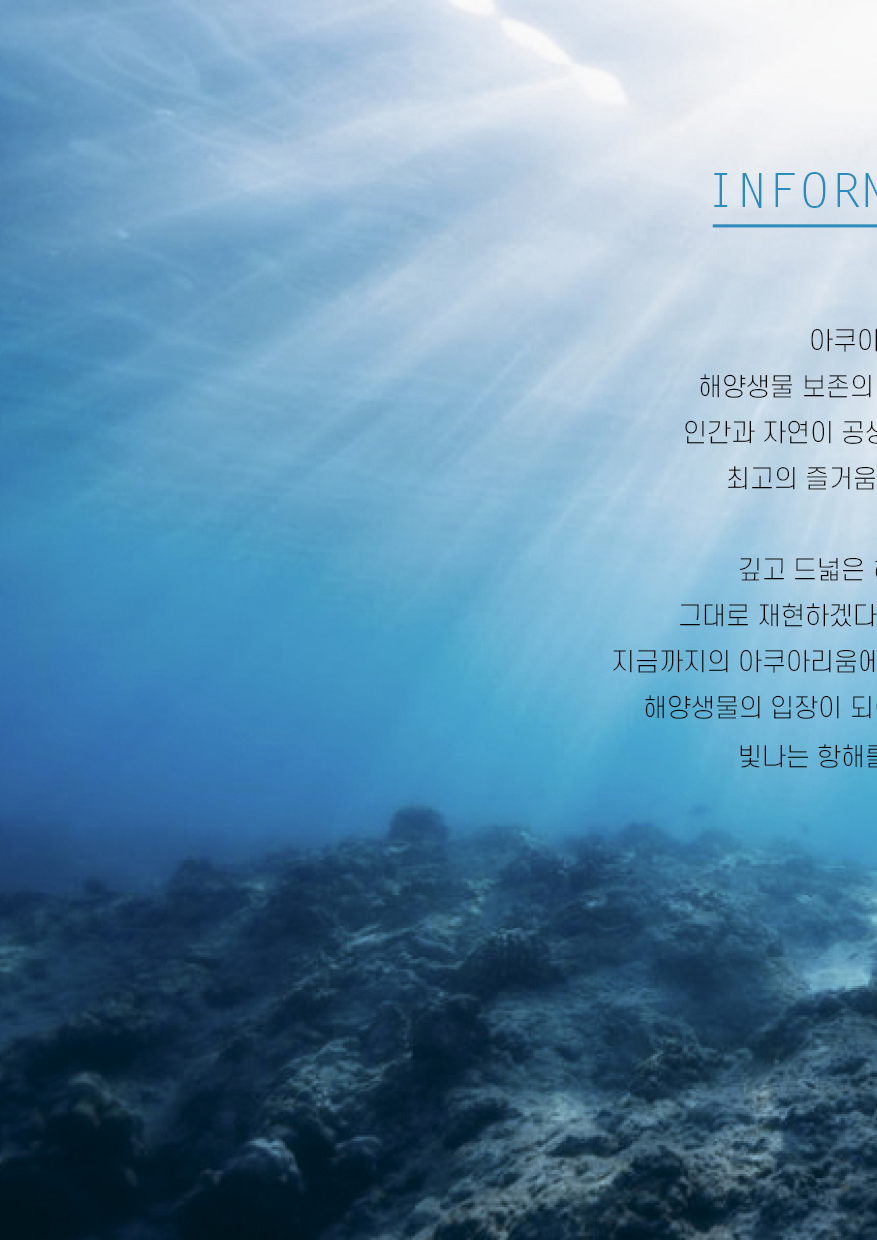 INFORM
아쿠아
해양생물 보존의
인간과 자연이 공생
최고의 즐거움
깊고 드넓은
그대로 재현하겠다
지금까지의 아쿠아리움에
해양생물의 입장이
빛나는 항해를